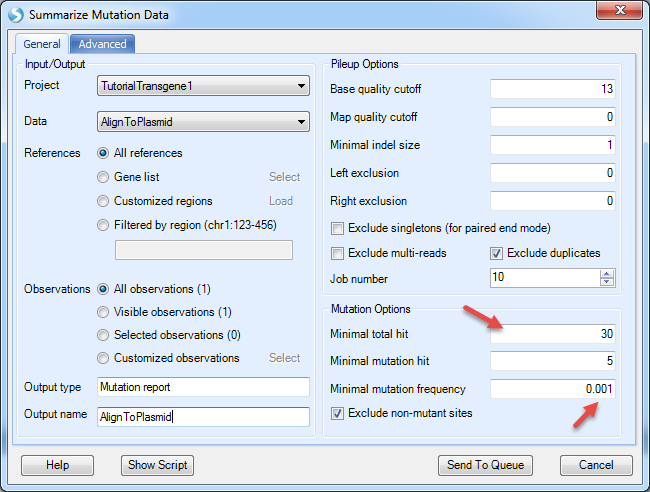 Summarize Mutation Data
General
Advanced
Input/Output
Project
TutorialTransgene1
Data
AlignToPlasmid
References
All references
Gene list
Select
Customized regions
Load
Filtered by region (chr1:123-456)
Observations
All observations (1)
Visible observations (1)
Selected observations (0)
Customized observations
Select
Output type
Mutation report
Output name
AlignToPlasmid
Pileup Options
Base quality cutoff
13
Map quality cutoff
0
Minimal indel size
1
Left exclusion
0
Right exclusion
0
Exclude singletons (for paired end mode)
Exclude multi-reads
Exclude duplicates
Job number
10
Mutation Options
Minimal total hit
30
Minimal mutation hit
5
Minimal mutation frequency
0.001
Exclude non-mutant sites
Help
Show Script
Send To Queue
Cancel